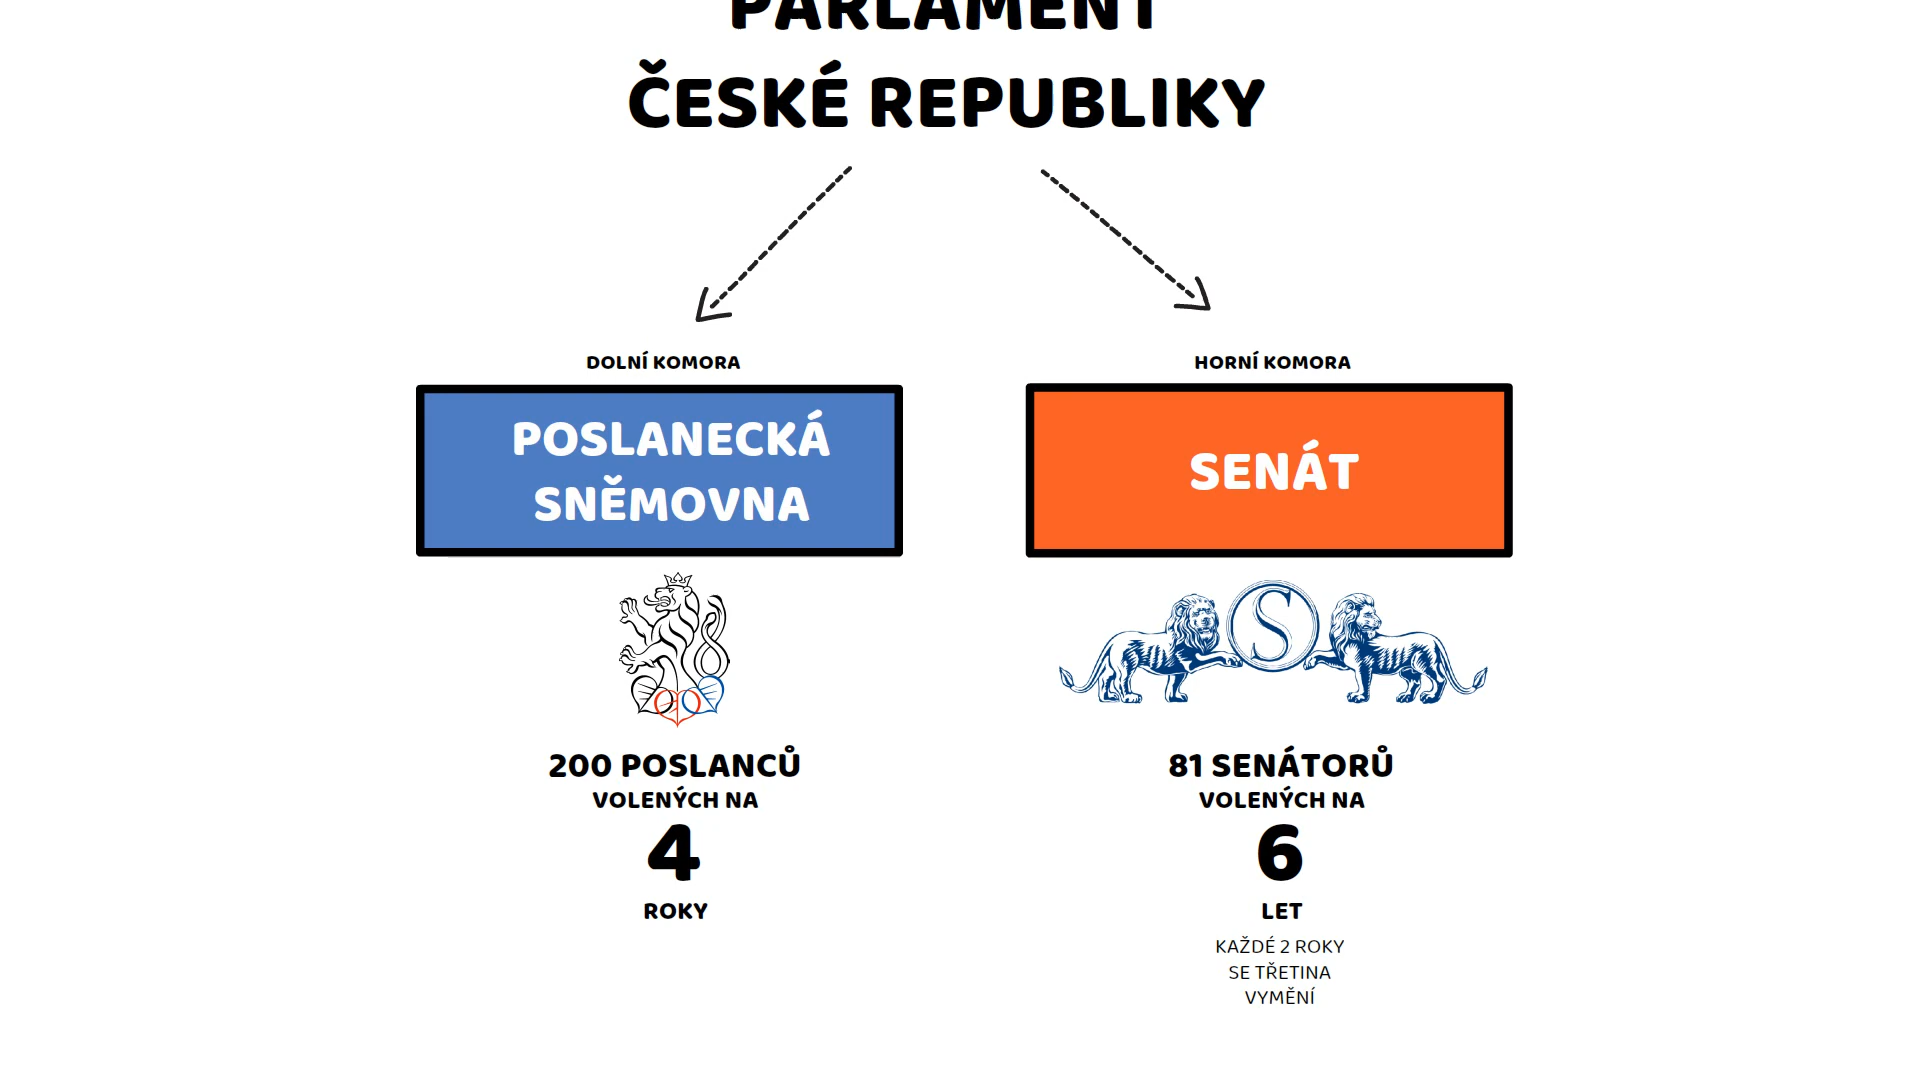 PARLAMENT
ČESKÉ REPUBLIKY
DOLNÍ KOMORA
POSLANECKÁ
SNĚMOVNA
200 POSLANCŮ
VOLENÝCH NA
4
ROKY
HORNÍ KOMORA
SENÁT
S
81 SENÁTORŮ
VOLENÝCH NA
6
LET
KAŽDÉ 2 ROKY
SE TŘETINA
VYMĚNÍ